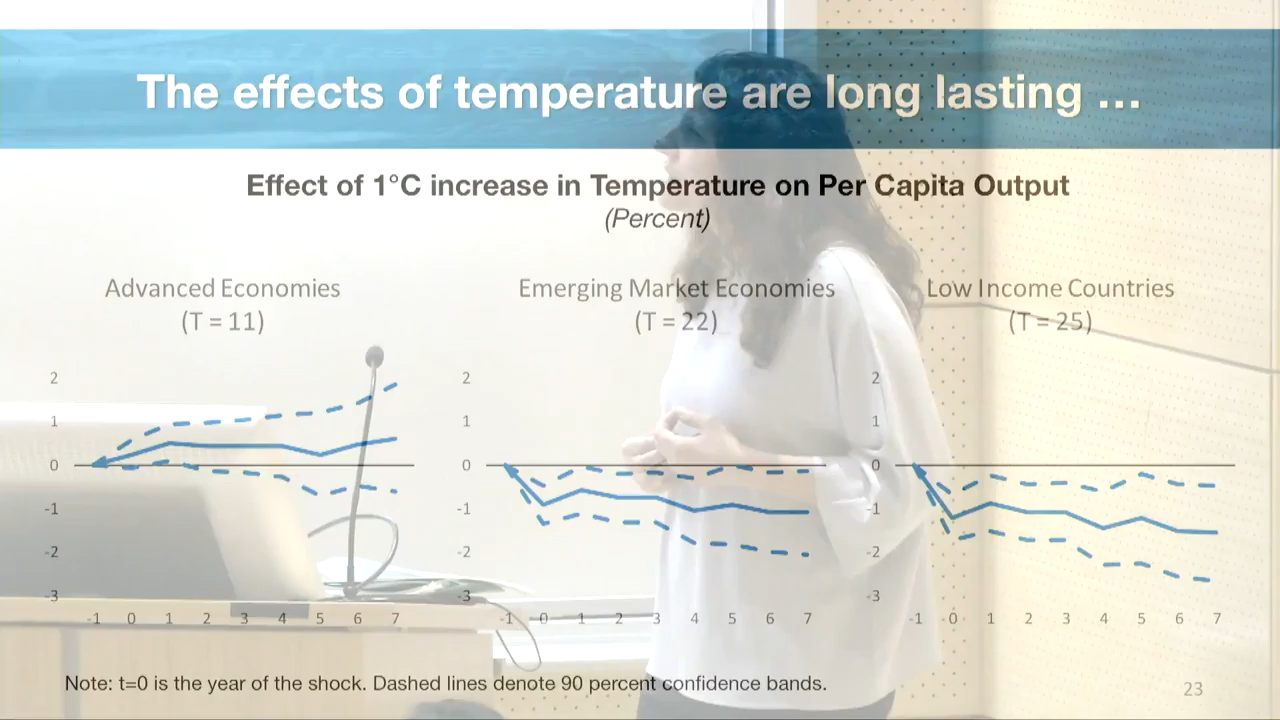 The effects of temperature are long lasting …
Effect of 1°C increase in Temperature on Per Capita Output
(Percent)
Advanced Economies
(T = 11)
2
1
0
-1
-2
-3
-1 0 1 2 3 4 5 6 7
Emerging Market Economies
(T = 22)
2
1
0
-1
-2
-3
-1 0 1 2 3 4 5 6 7
Low Income Countries
(T = 25)
2
1
0
-1
-2
-3
-1 0 1 2 3 4 5 6 7
Note: t=0 is the year of the shock. Dashed lines denote 90 percent confidence bands.
23